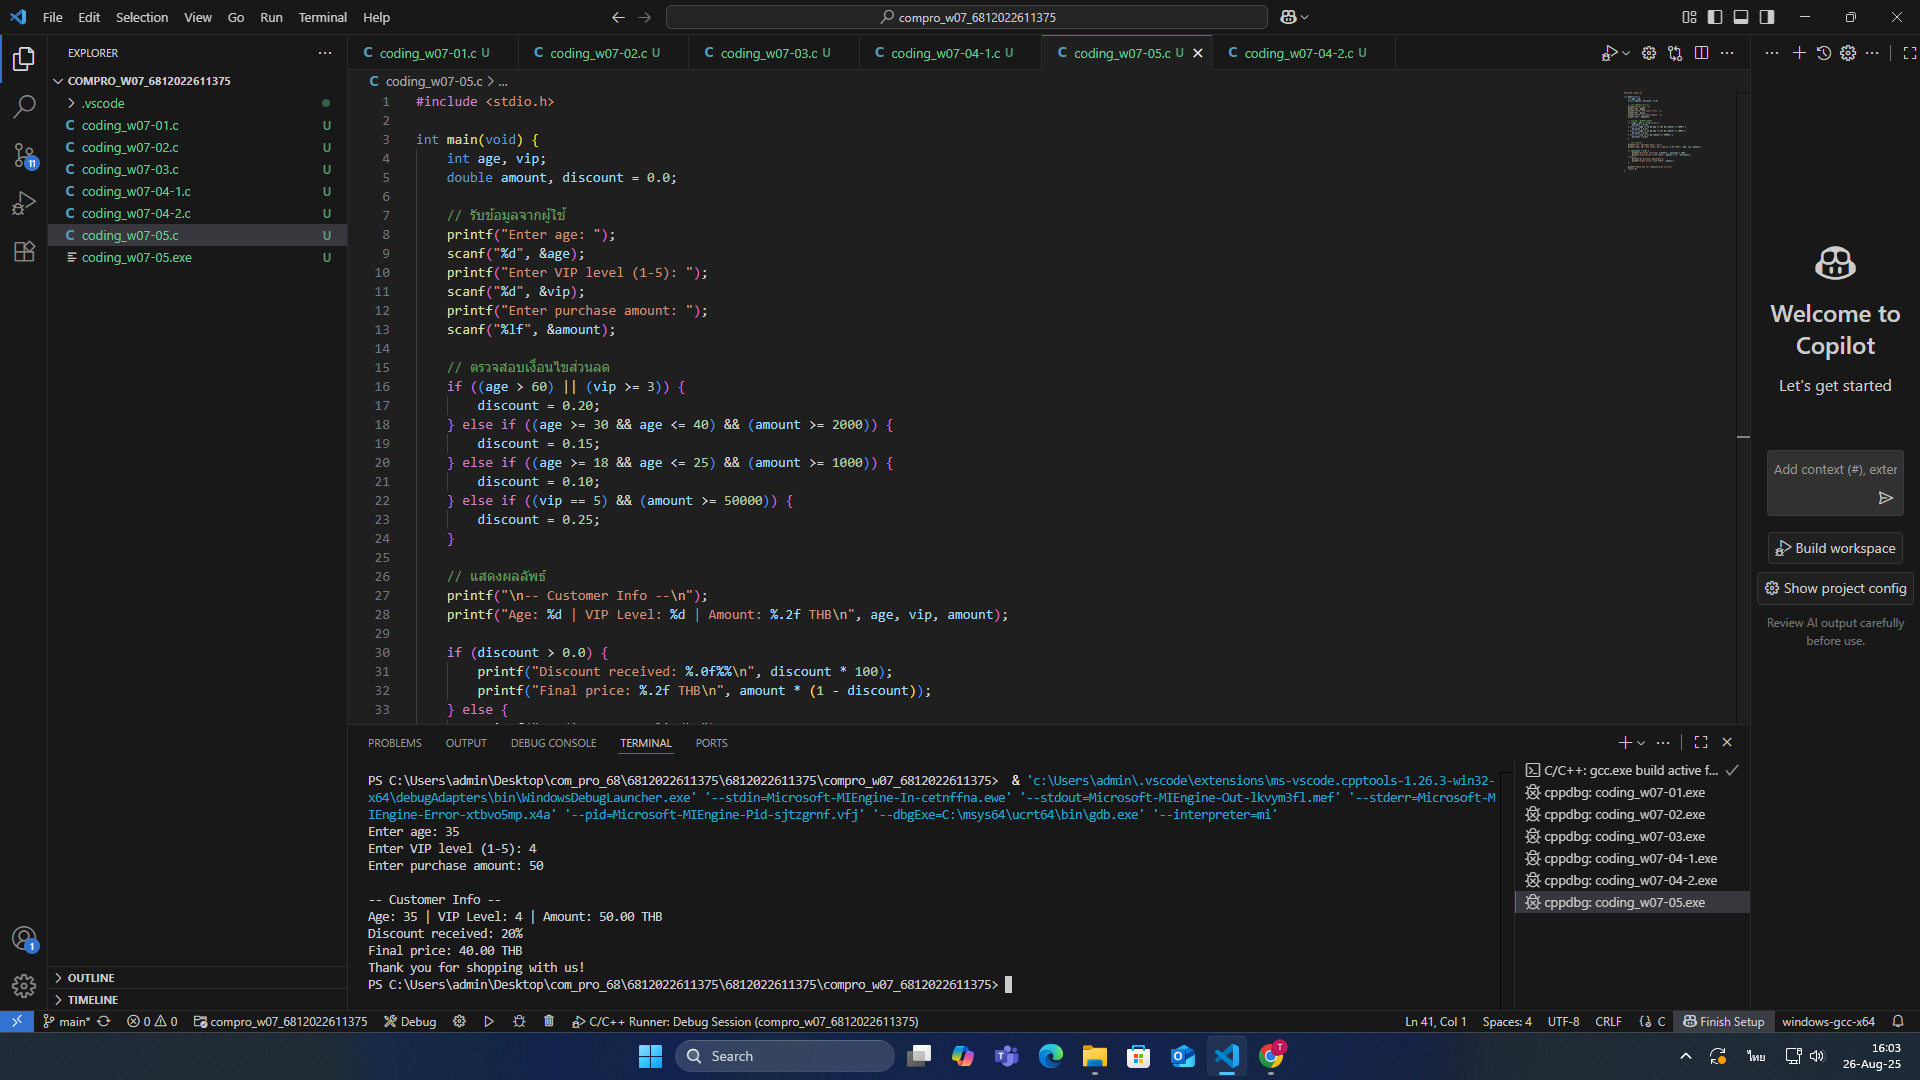 File Edit Selection View Go Run Terminal Help
compro_w07_6812022611375
EXPLORER
COMPRO_W07_6812022611375
.vscode
C coding_w07-01.c U
C coding_w07-02.c U
C coding_w07-03.c U
C coding_w07-04-1.c U
C coding_w07-04-2.c U
C coding_w07-05.c U
coding_w07-05.exe U
11
1
OUTLINE
TIMELINE
C coding_w07-01.c U C coding_w07-02.c U C coding_w07-03.c U C coding_w07-04-1.c U C coding_w07-05.c U C coding_w07-04-2.c U
C coding_w07-05.c > ...
1 #include <stdio.h>
2
3 int main(void) {
4 int age, vip;
5 double amount, discount = 0.0;
6
7 // รับข้อมูลจากผู้ใช้
8 printf("Enter age: ");
9 scanf("%d", &age);
10 printf("Enter VIP level (1-5): ");
11 scanf("%d", &vip);
12 printf("Enter purchase amount: ");
13 scanf("%lf", &amount);
14
15 // ตรวจสอบเงื่อนไขส่วนลด
16 if ((age > 60) || (vip >= 3)) {
17 discount = 0.20;
18 } else if ((age >= 30 && age <= 40) && (amount >= 2000)) {
19 discount = 0.15;
20 } else if ((age >= 18 && age <= 25) && (amount >= 1000)) {
21 discount = 0.10;
22 } else if ((vip == 5) && (amount >= 50000)) {
23 discount = 0.25;
24 }
25
26 // แสดงผลลัพธ์
27 printf("\n-- Customer Info --\n");
28 printf("Age: %d | VIP Level: %d | Amount: %.2f THB\n", age, vip, amount);
29
30 if (discount > 0.0) {
31 printf("Discount received: %.0f%%\n", discount * 100);
32 printf("Final price: %.2f THB\n", amount * (1 - discount));
33 } else {
PROBLEMS OUTPUT DEBUG CONSOLE TERMINAL PORTS
PS C:\Users\admin\Desktop\com_pro_68\6812022611375\6812022611375\compro_w07_6812022611375> & 'c:\Users\admin\.vscode\extensions\ms-vscode.cpptools-1.26.3-win32-
x64\debugAdapters\bin\WindowsDebugLauncher.exe' '--stdin=Microsoft-MIEngine-In-cetnffna.ewe' '--stdout=Microsoft-MIEngine-Out-lkvym3fl.mef' '--stderr=Microsoft-M
IEngine-Error-xtbvo5mp.x4a' '--pid=Microsoft-MIEngine-Pid-sjtzgrnf.vfj' '--dbgExe=C:\msys64\ucrt64\bin\gdb.exe' '--interpreter=mi'
Enter age: 35
Enter VIP level (1-5): 4
Enter purchase amount: 50
-- Customer Info --
Age: 35 | VIP Level: 4 | Amount: 50.00 THB
Discount received: 20%
Final price: 40.00 THB
Thank you for shopping with us!
PS C:\Users\admin\Desktop\com_pro_68\6812022611375\6812022611375\compro_w07_6812022611375>
C/C++: gcc.exe build active f...
cppdbg: coding_w07-01.exe
cppdbg: coding_w07-02.exe
cppdbg: coding_w07-03.exe
cppdbg: coding_w07-04-1.exe
cppdbg: coding_w07-04-2.exe
cppdbg: coding_w07-05.exe
Welcome to
Copilot
Let's get started
Add context (#), exter
Build workspace
Show project config
Review AI output carefully
before use.
main* 0 0 compro_w07_6812022611375 Debug C/C++ Runner: Debug Session (compro_w07_6812022611375)
Ln 41, Col 1 Spaces: 4 UTF-8 CRLF {} C Finish Setup windows-gcc-x64
Search
T
ไทย
16:03
26-Aug-25